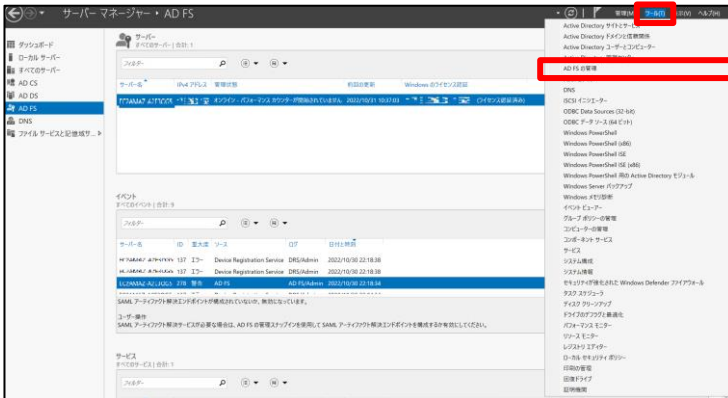 サーバー マネージャー・AD FS
管理(M) ツール(T) 表示(V) ヘルプ(H)
ダッシュボード
ローカル サーバー
すべてのサーバー
AD CS
AD DS
AD FS
DNS
ファイル サービスと記憶域サ...
サーバー
すべてのサーバー | 合計: 1
フィルター
サーバー名 IPv4 アドレス 管理状態 前回の更新 Windows のライセンス認証
オンライン - パフォーマンス カウンターが開始されていません 2022/10/31 10:37:03 (ライセンス認証済み)
イベント
すべてのイベント | 合計: 9
フィルター
サーバー名 ID 重大度 ソース ログ 日付と時刻
137 エラー Device Registration Service DRS/Admin 2022/10/30 22:18:38
137 エラー Device Registration Service DRS/Admin 2022/10/30 22:18:38
278 警告 AD FS AD FS/Admin 2022/10/30 22:18:34
SAML アーティファクト解決エンドポイントが構成されていないか、無効になっています。
ユーザー操作
SAML アーティファクト解決サービスが必要な場合は、AD FS の管理スナップインを使用して SAML アーティファクト解決エンドポイントを構成するか有効にしてください。
サービス
すべてのサービス | 合計: 1
フィルター
Active Directory サイトとサービス
Active Directory ドメインと信頼関係
Active Directory ユーザーとコンピューター
AD FS の管理
DNS
iSCSI イニシエーター
ODBC Data Sources (32-bit)
ODBC データ ソース (64 ビット)
Windows PowerShell
Windows PowerShell (x86)
Windows PowerShell ISE
Windows PowerShell ISE (x86)
Windows PowerShell 用の Active Directory モジュール
Windows Server バックアップ
Windows メモリ診断
イベント ビューアー
グループ ポリシーの管理
コンピューターの管理
コンポーネント サービス
サービス
システム構成
システム情報
セキュリティが強化された Windows Defender ファイアウォール
タスク スケジューラ
ディスク クリーンアップ
ドライブのデフラグと最適化
パフォーマンス モニター
リソース モニター
レジストリ エディター
ローカル セキュリティ ポリシー
印刷の管理
回復ドライブ
証明機関